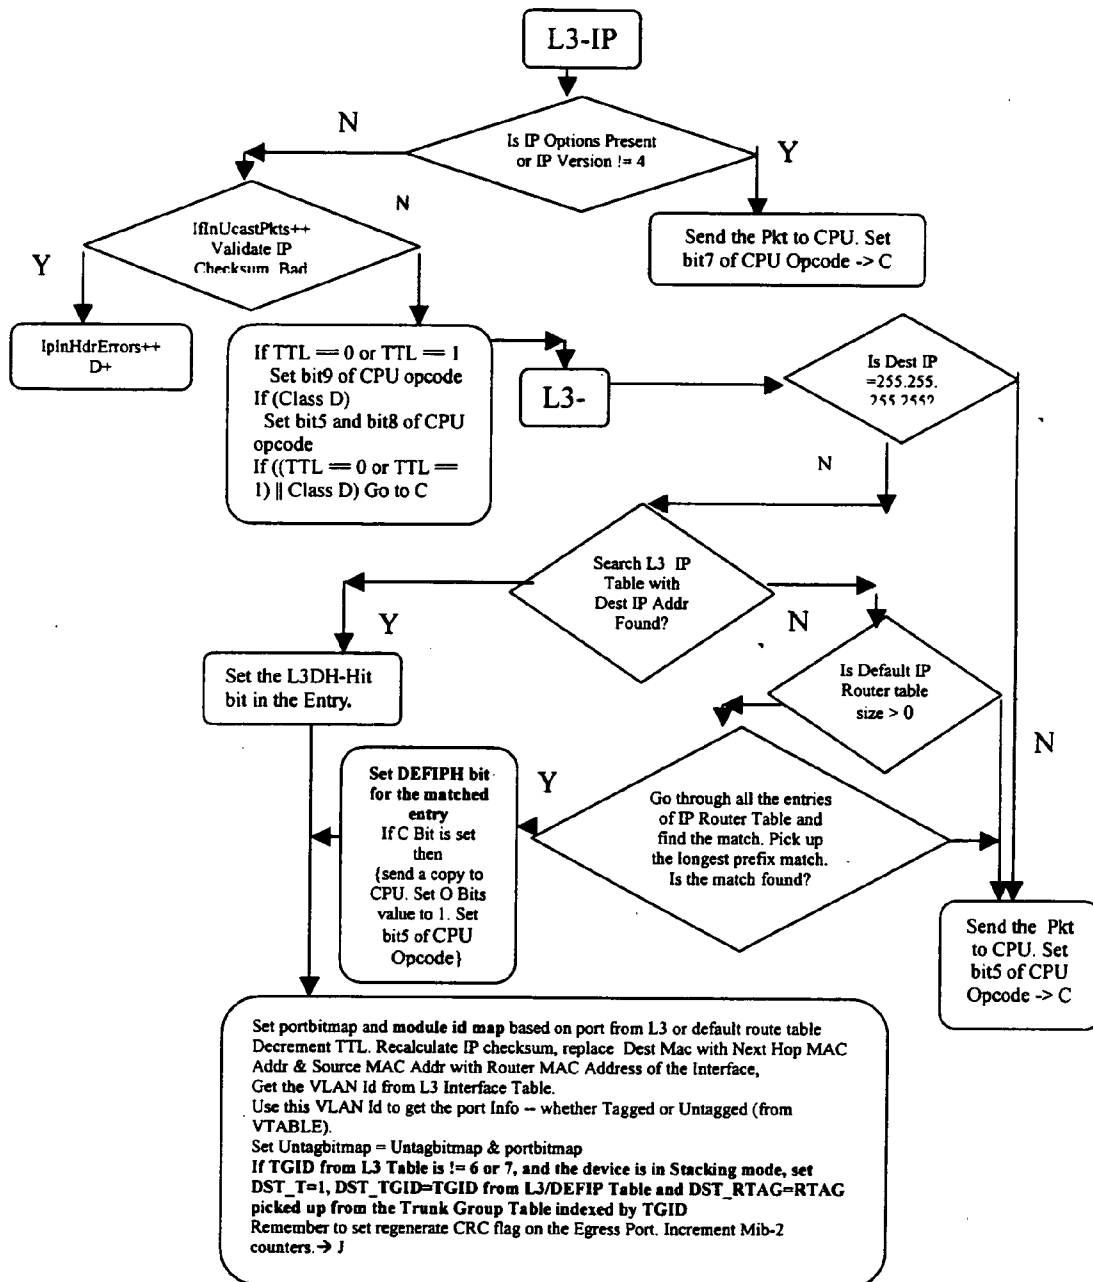 L3-IP
N
Is IP Options Present
or IP Version != 4
Y
N
IfInUcastPkts++
Validate IP
Checksum Bad
Y
Send the Pkt to CPU. Set
bit7 of CPU Opcode -> C
IpInHdrErrors++
D+
If TTL == 0 or TTL == 1
Set bit9 of CPU opcode
If (Class D)
Set bit5 and bit8 of CPU
opcode
If ((TTL == 0 or TTL ==
1) || Class D) Go to C
L3-
Is Dest IP
=255.255.
255.255?
N
Search L3 IP
Table with
Dest IP Addr
Found?
Y
N
Set the L3DH-Hit
bit in the Entry.
Is Default IP
Router table
size > 0
N
Set DEFIPH bit
for the matched
entry
If C Bit is set
then
{send a copy to
CPU. Set O Bits
value to 1. Set
bit5 of CPU
Opcode}
Y
Go through all the entries
of IP Router Table and
find the match. Pick up
the longest prefix match.
Is the match found?
Send the Pkt
to CPU. Set
bit5 of CPU
Opcode -> C
Set portbitmap and module id map based on port from L3 or default route table
Decrement TTL. Recalculate IP checksum, replace Dest Mac with Next Hop MAC
Addr & Source MAC Addr with Router MAC Address of the Interface,
Get the VLAN Id from L3 Interface Table.
Use this VLAN Id to get the port Info -- whether Tagged or Untagged (from
VTABLE).
Set Untagbitmap = Untagbitmap & portbitmap
If TGID from L3 Table is != 6 or 7, and the device is in Stacking mode, set
DST_T=1, DST_TGID=TGID from L3/DEFIP Table and DST_RTAG=RTAG
picked up from the Trunk Group Table indexed by TGID
Remember to set regenerate CRC flag on the Egress Port. Increment Mib-2
counters.→ J